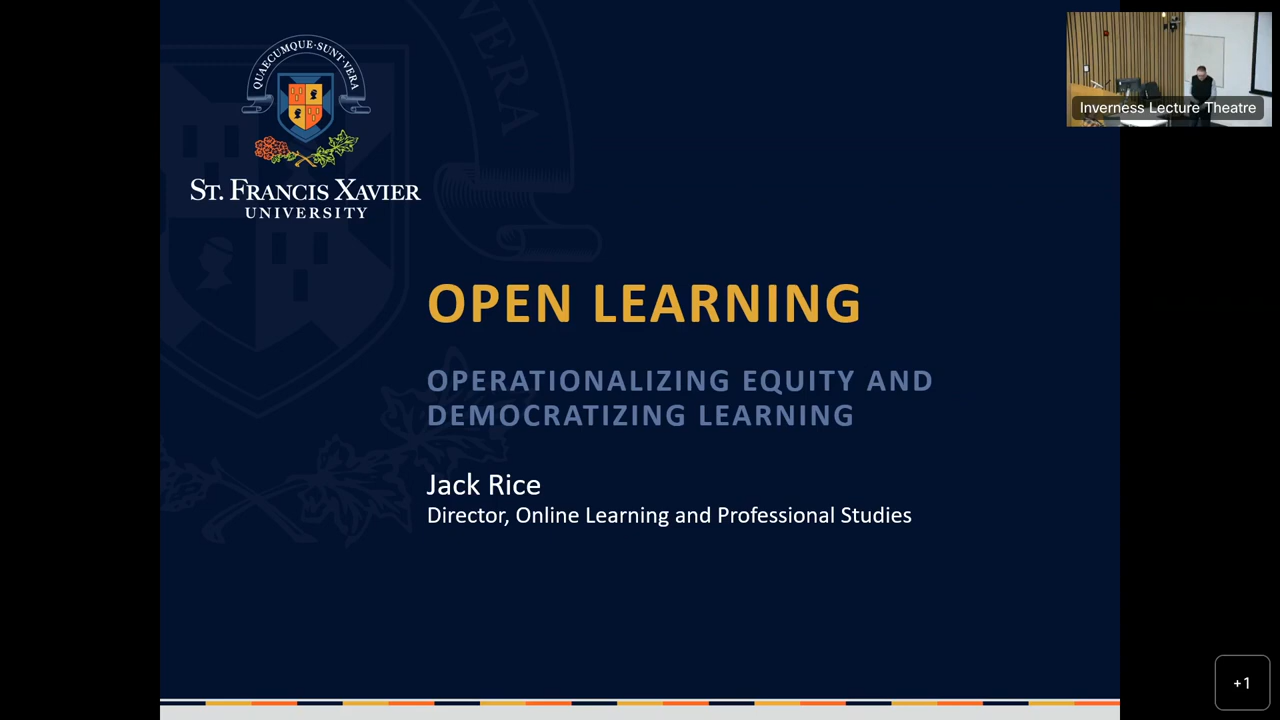 QUAECUMQUE·SUNT·VERA
ST. FRANCIS XAVIER
UNIVERSITY
VERA
OPEN LEARNING
OPERATIONALIZING EQUITY AND
DEMOCRATIZING LEARNING
Jack Rice
Director, Online Learning and Professional Studies
Inverness Lecture Theatre
+1